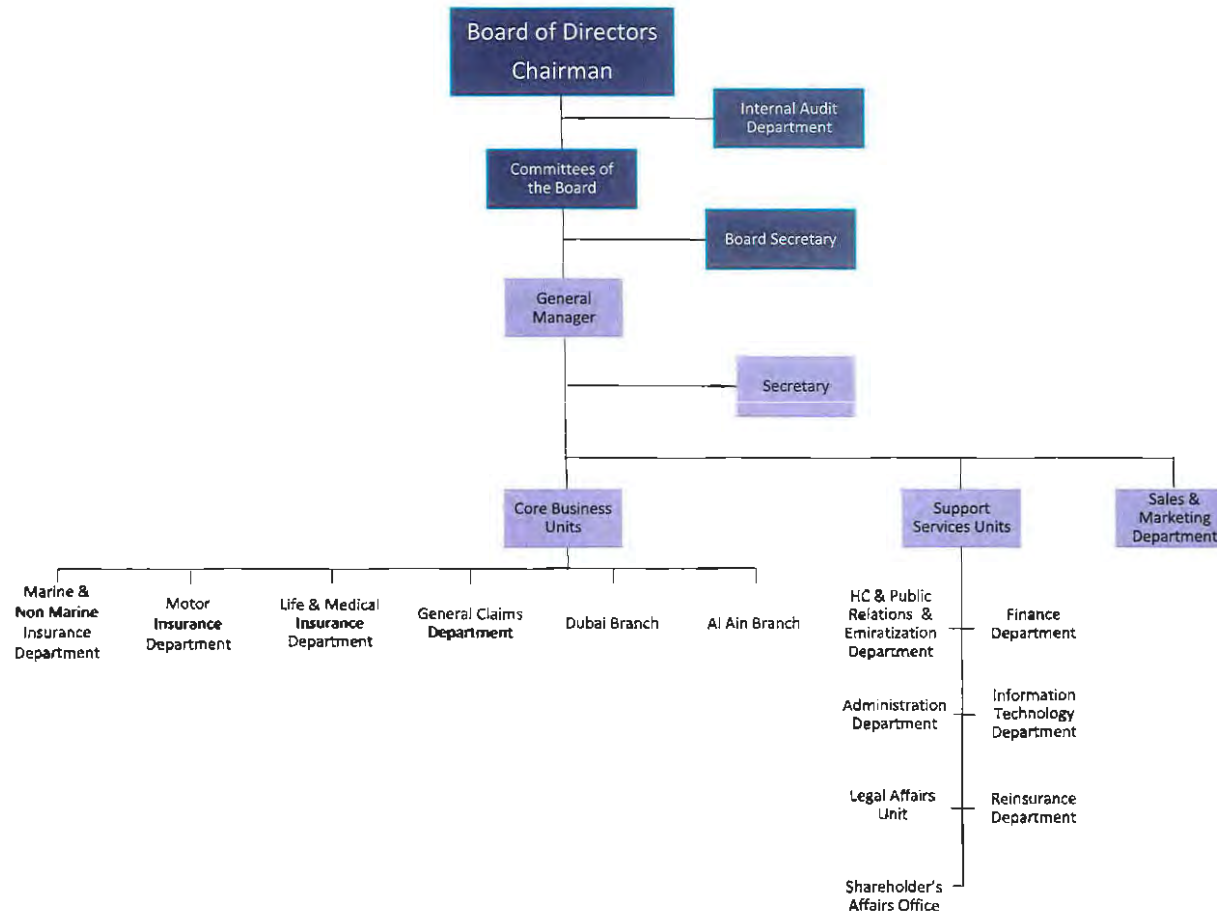 Board of Directors
Chairman
Internal Audit
Department
Committees of
the Board
Board Secretary
General
Manager
Secretary
Core Business
Units
Support
Services Units
Sales &
Marketing
Department
Marine &
Non Marine
Insurance
Department
Motor
Insurance
Department
Life & Medical
Insurance
Department
General Claims
Department
Dubai Branch
Al Ain Branch
HC & Public
Relations &
Emiratization
Department
Finance
Department
Administration
Department
Information
Technology
Department
Legal Affairs
Unit
Reinsurance
Department
Shareholder's
Affairs Office